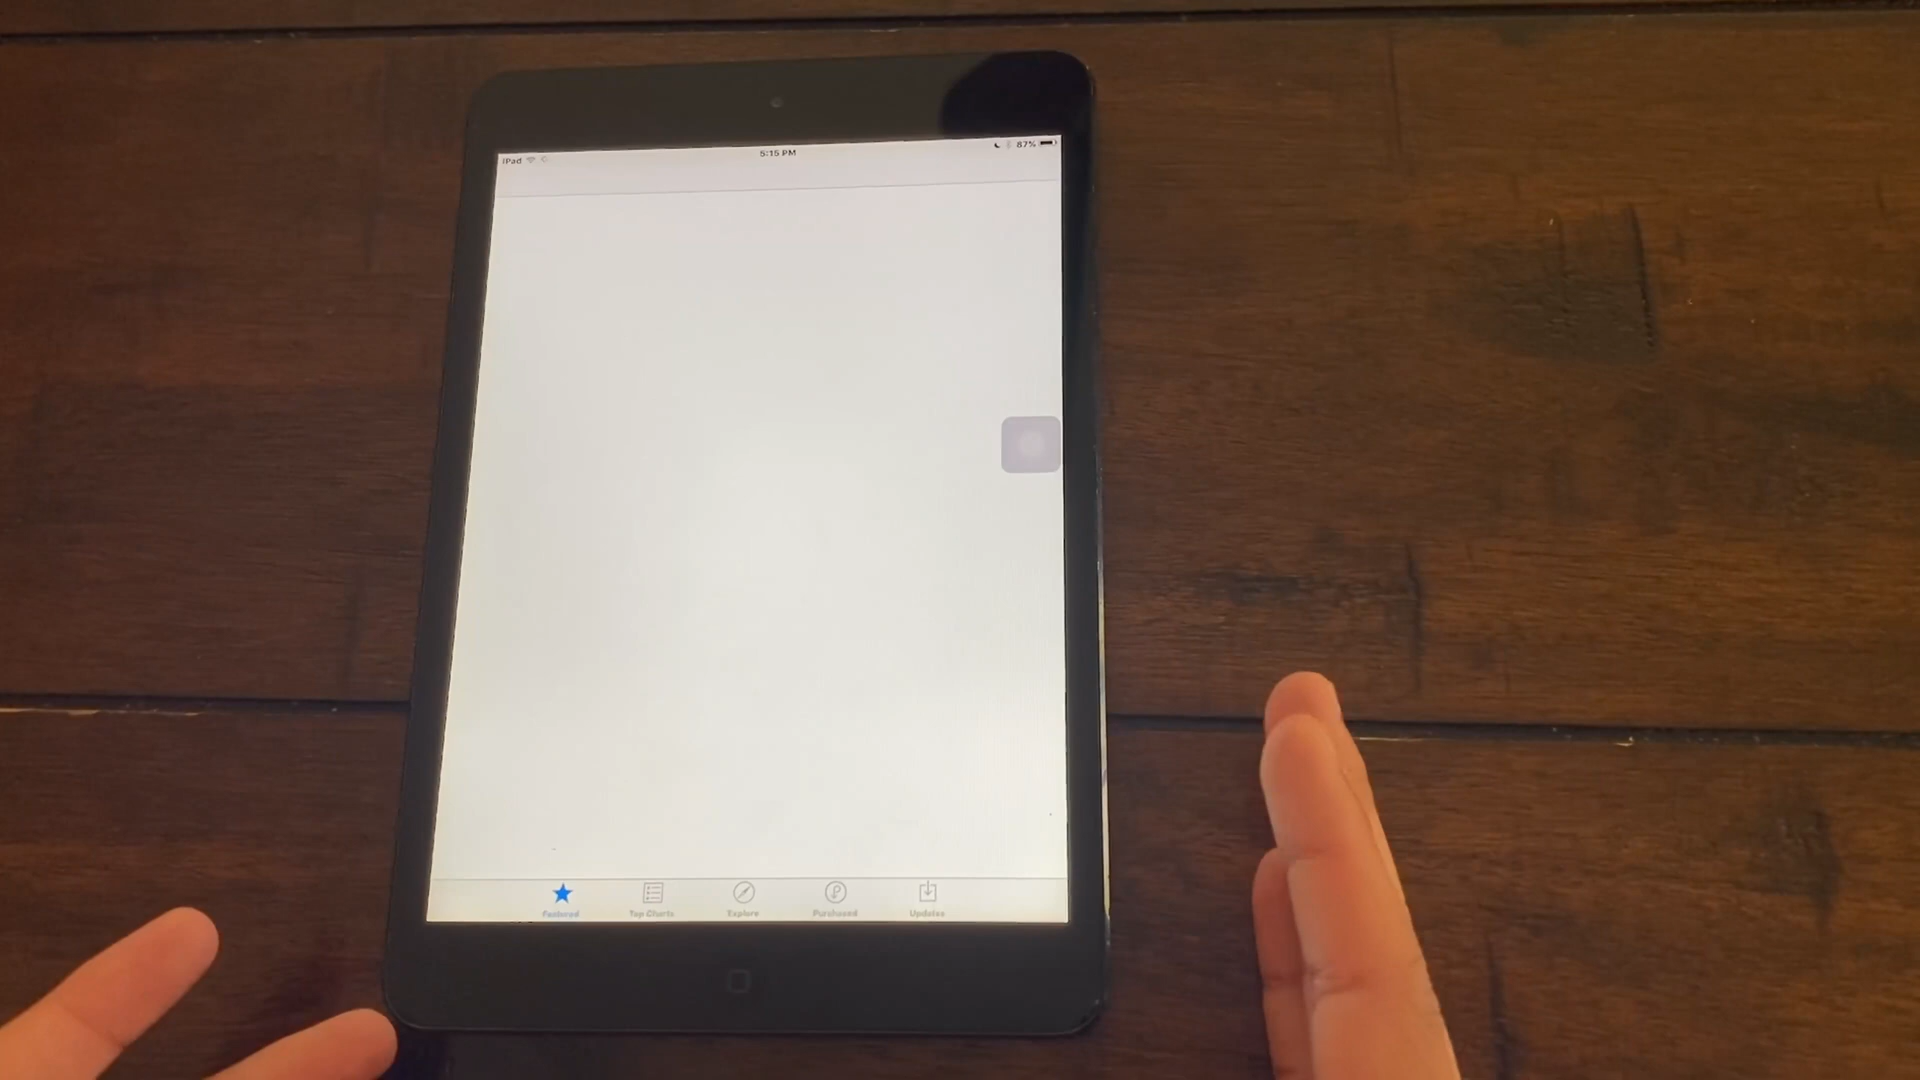 iPad 5:15 PM 87%
Featured Top Charts Explore Purchased Updates